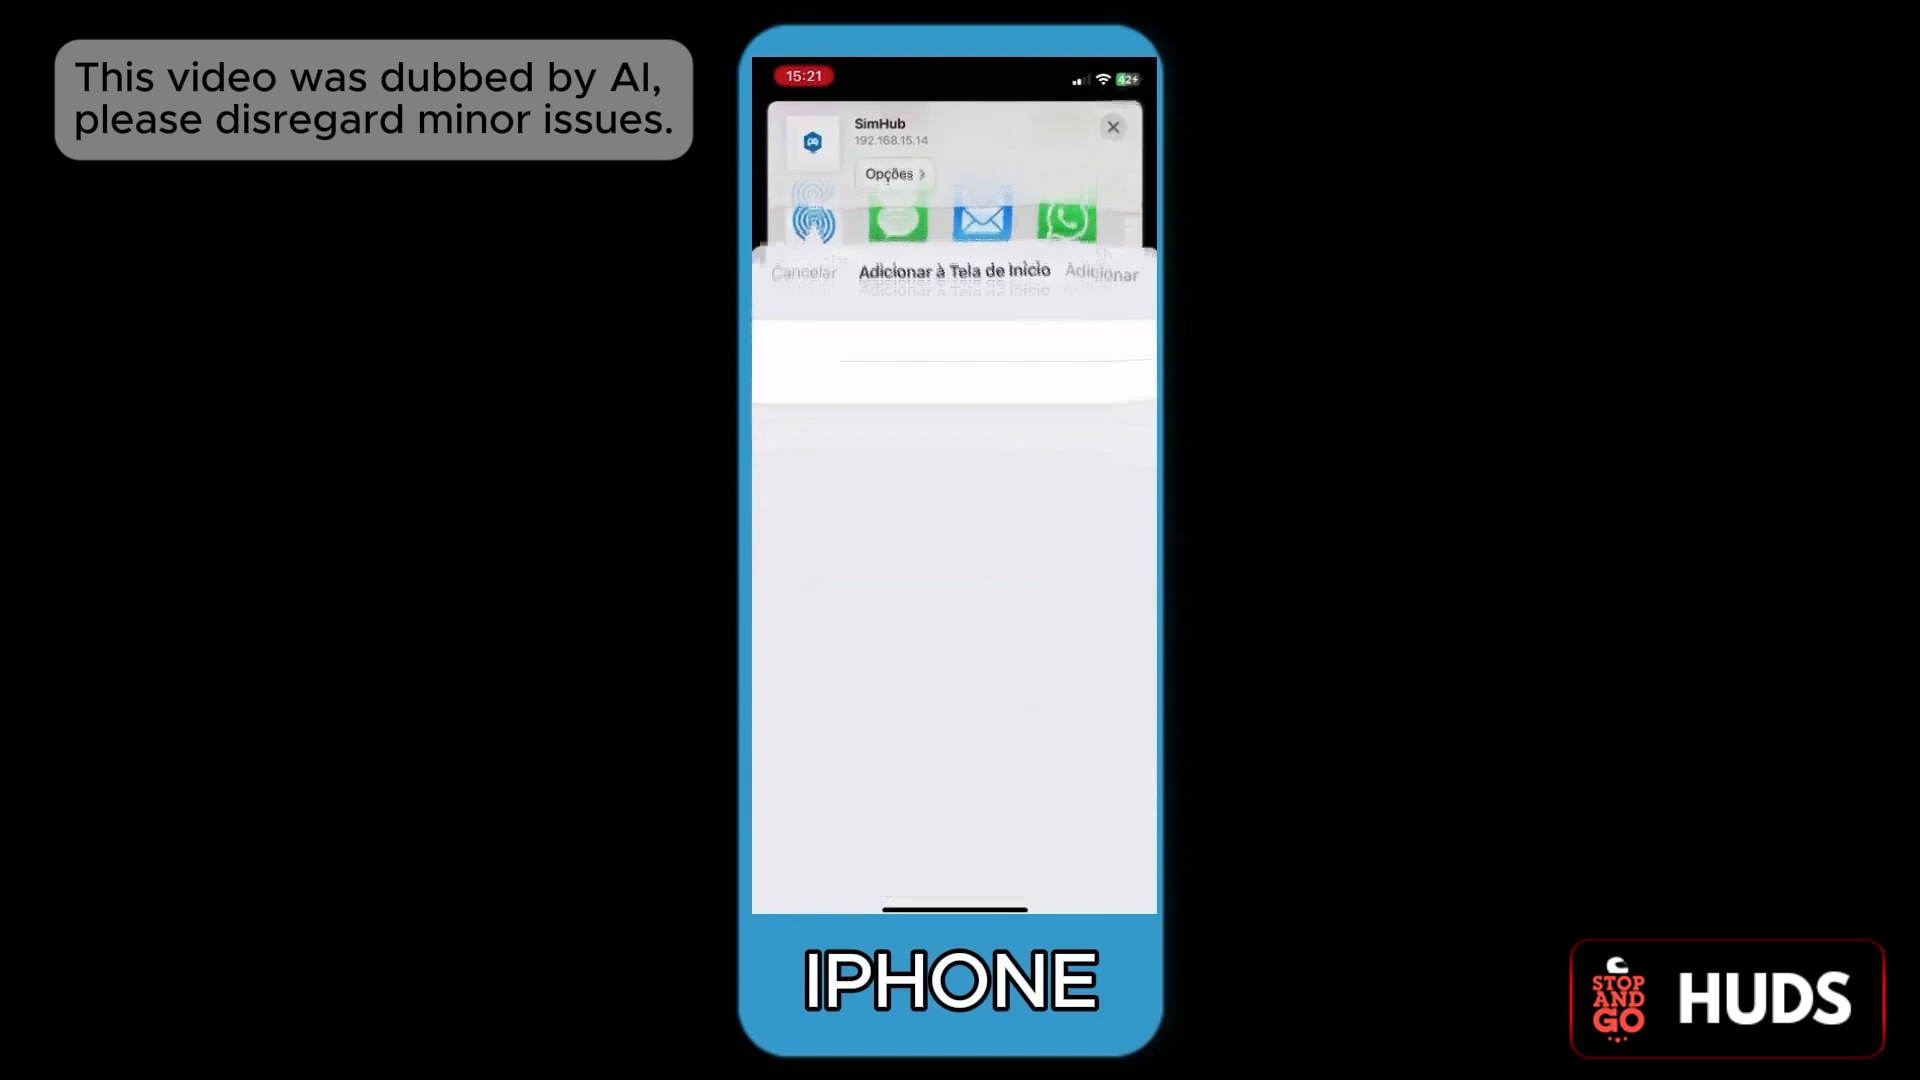 This video was dubbed by AI,
please disregard minor issues.
15:21
42
SimHub
192.168.15.14
Opções
Cancelar Adicionar à Tela de Início Adicionar
IPHONE
STOP
AND
GO
HUDS